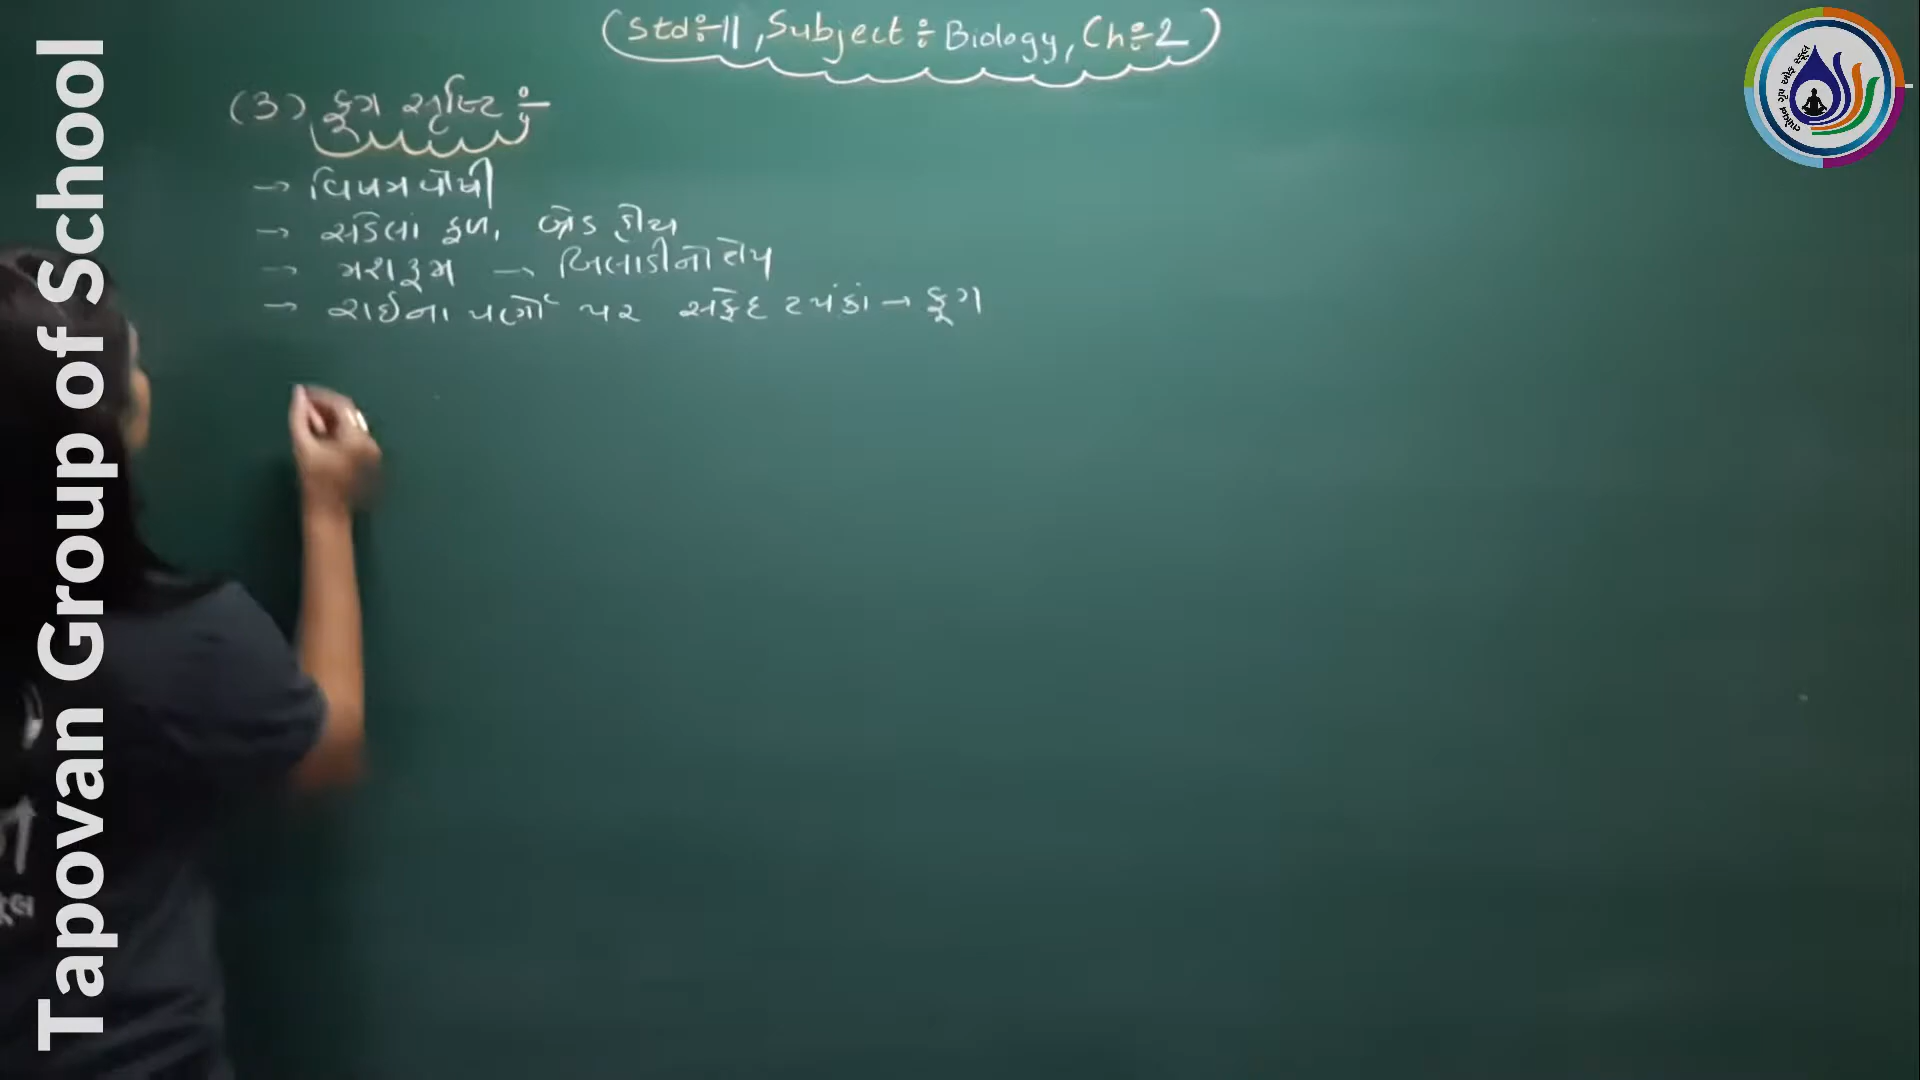 (Std÷11, Subject ÷ Biology, Ch÷2)
(૩) ફૂગ સૃષ્ટિ ÷
→ વિષમપોષી
→ સડેલાં ફળ, બ્રેડ હોય
→ મશરૂમ → બિલાડીનો ટોપ
→ રાઈના પર્ણો પર સફેદ ટપકાં → ફૂગ
Tapovan Group of School